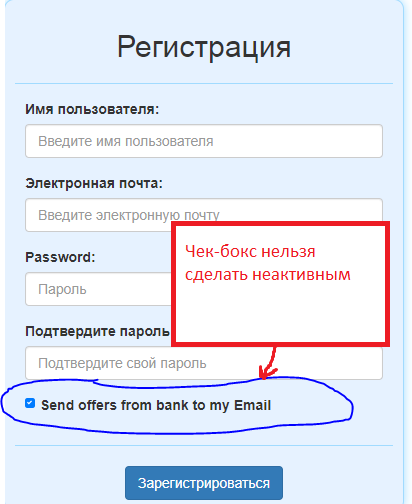 Регистрация
Имя пользователя:
Введите имя пользователя
Электронная почта:
Введите электронную почту
Password:
Пароль
Чек-бокс нельзя
сделать неактивным
Подтвердите пароль
Подтвердите свой пароль
Send offers from bank to my Email
Зарегистрироваться